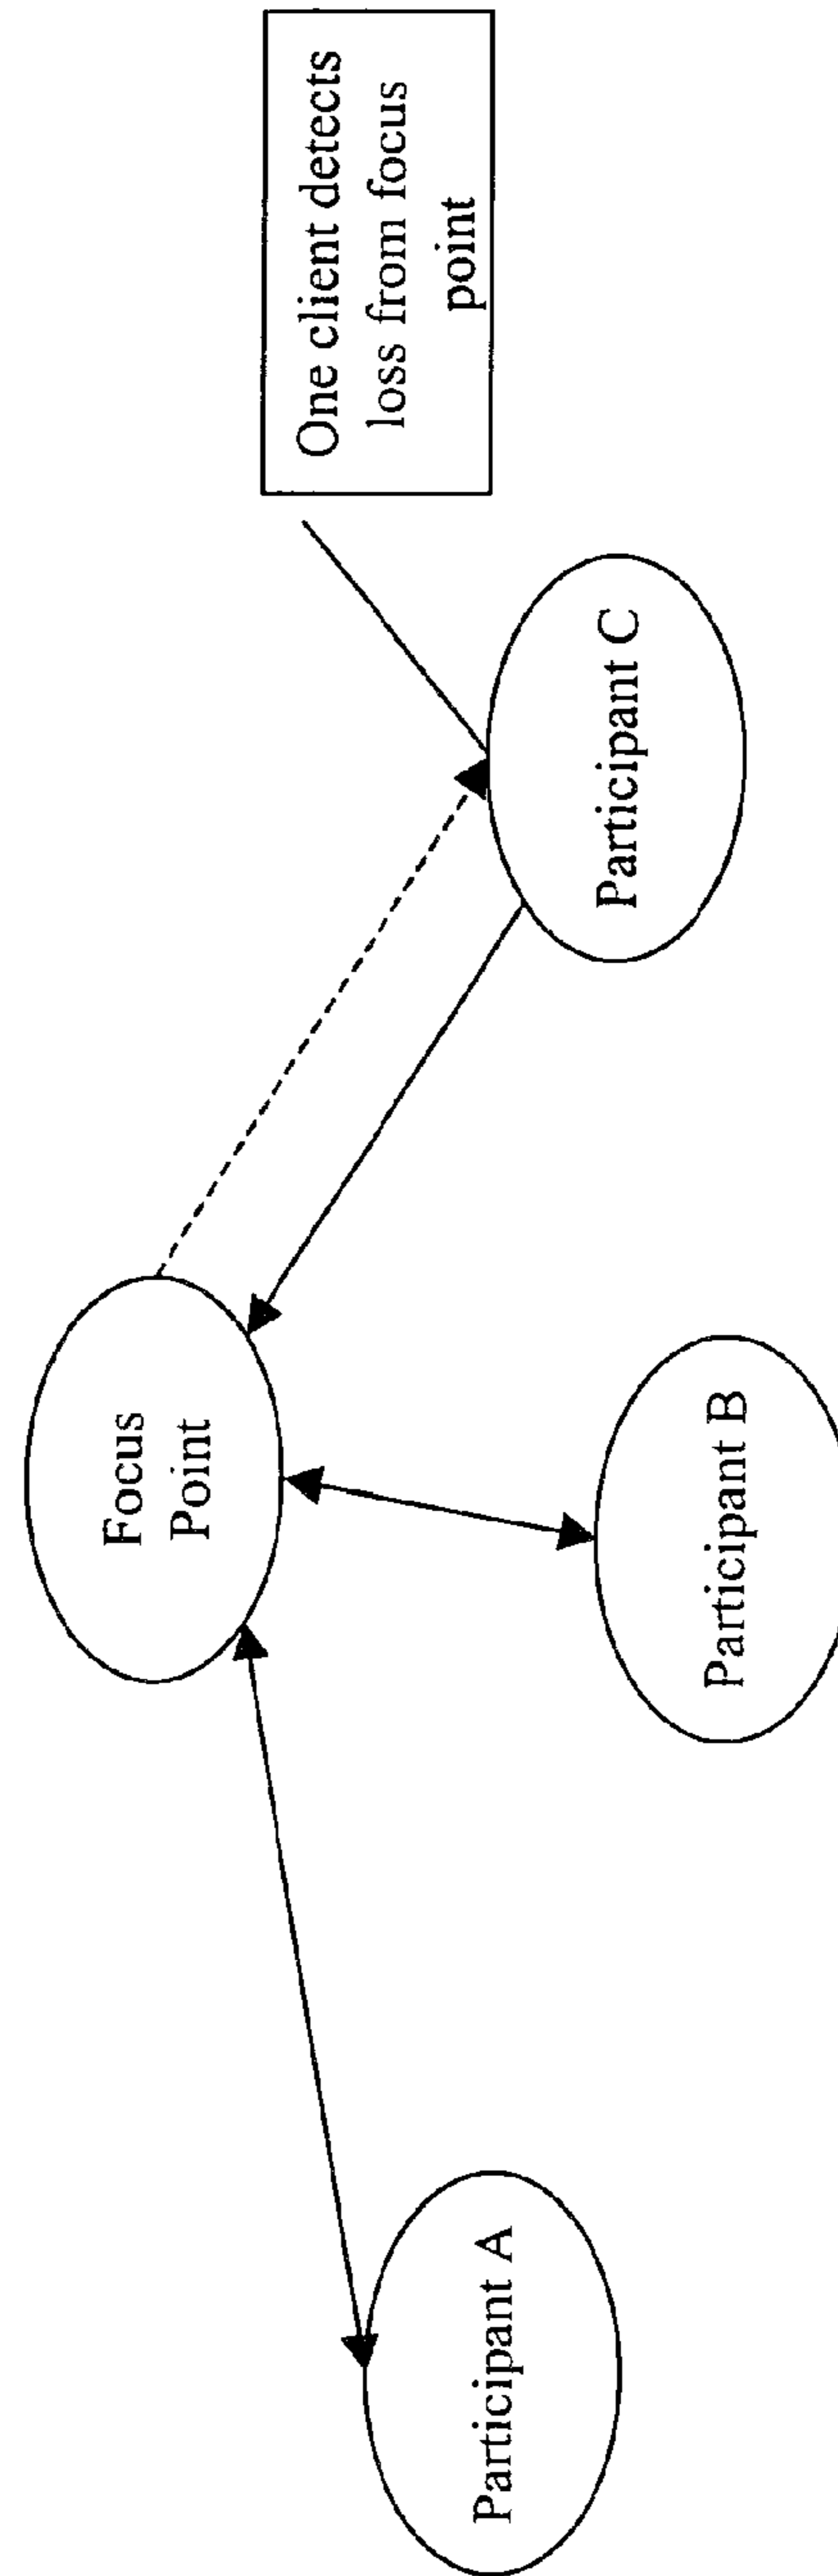 Focus
Point
One client detects
loss from focus
point
Participant A
Participant B
Participant C